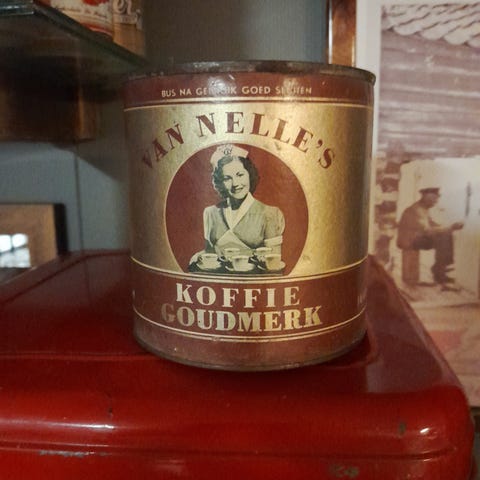 BUS NA GEBRUIK GOED SLUITEN
VAN NELLE'S
KOFFIE
GOUDMERK